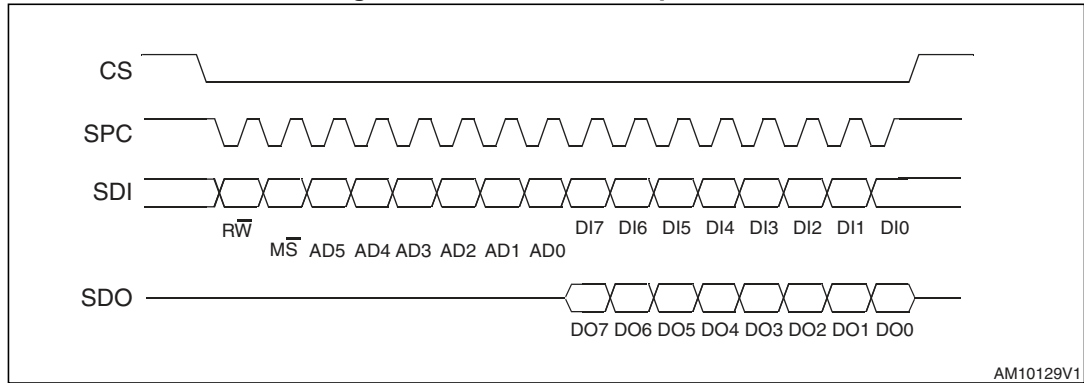 CS
SPC
SDI
RW̅
MS̅ AD5 AD4 AD3 AD2 AD1 AD0
DI7 DI6 DI5 DI4 DI3 DI2 DI1 DI0
SDO
DO7 DO6 DO5 DO4 DO3 DO2 DO1 DO0
AM10129V1